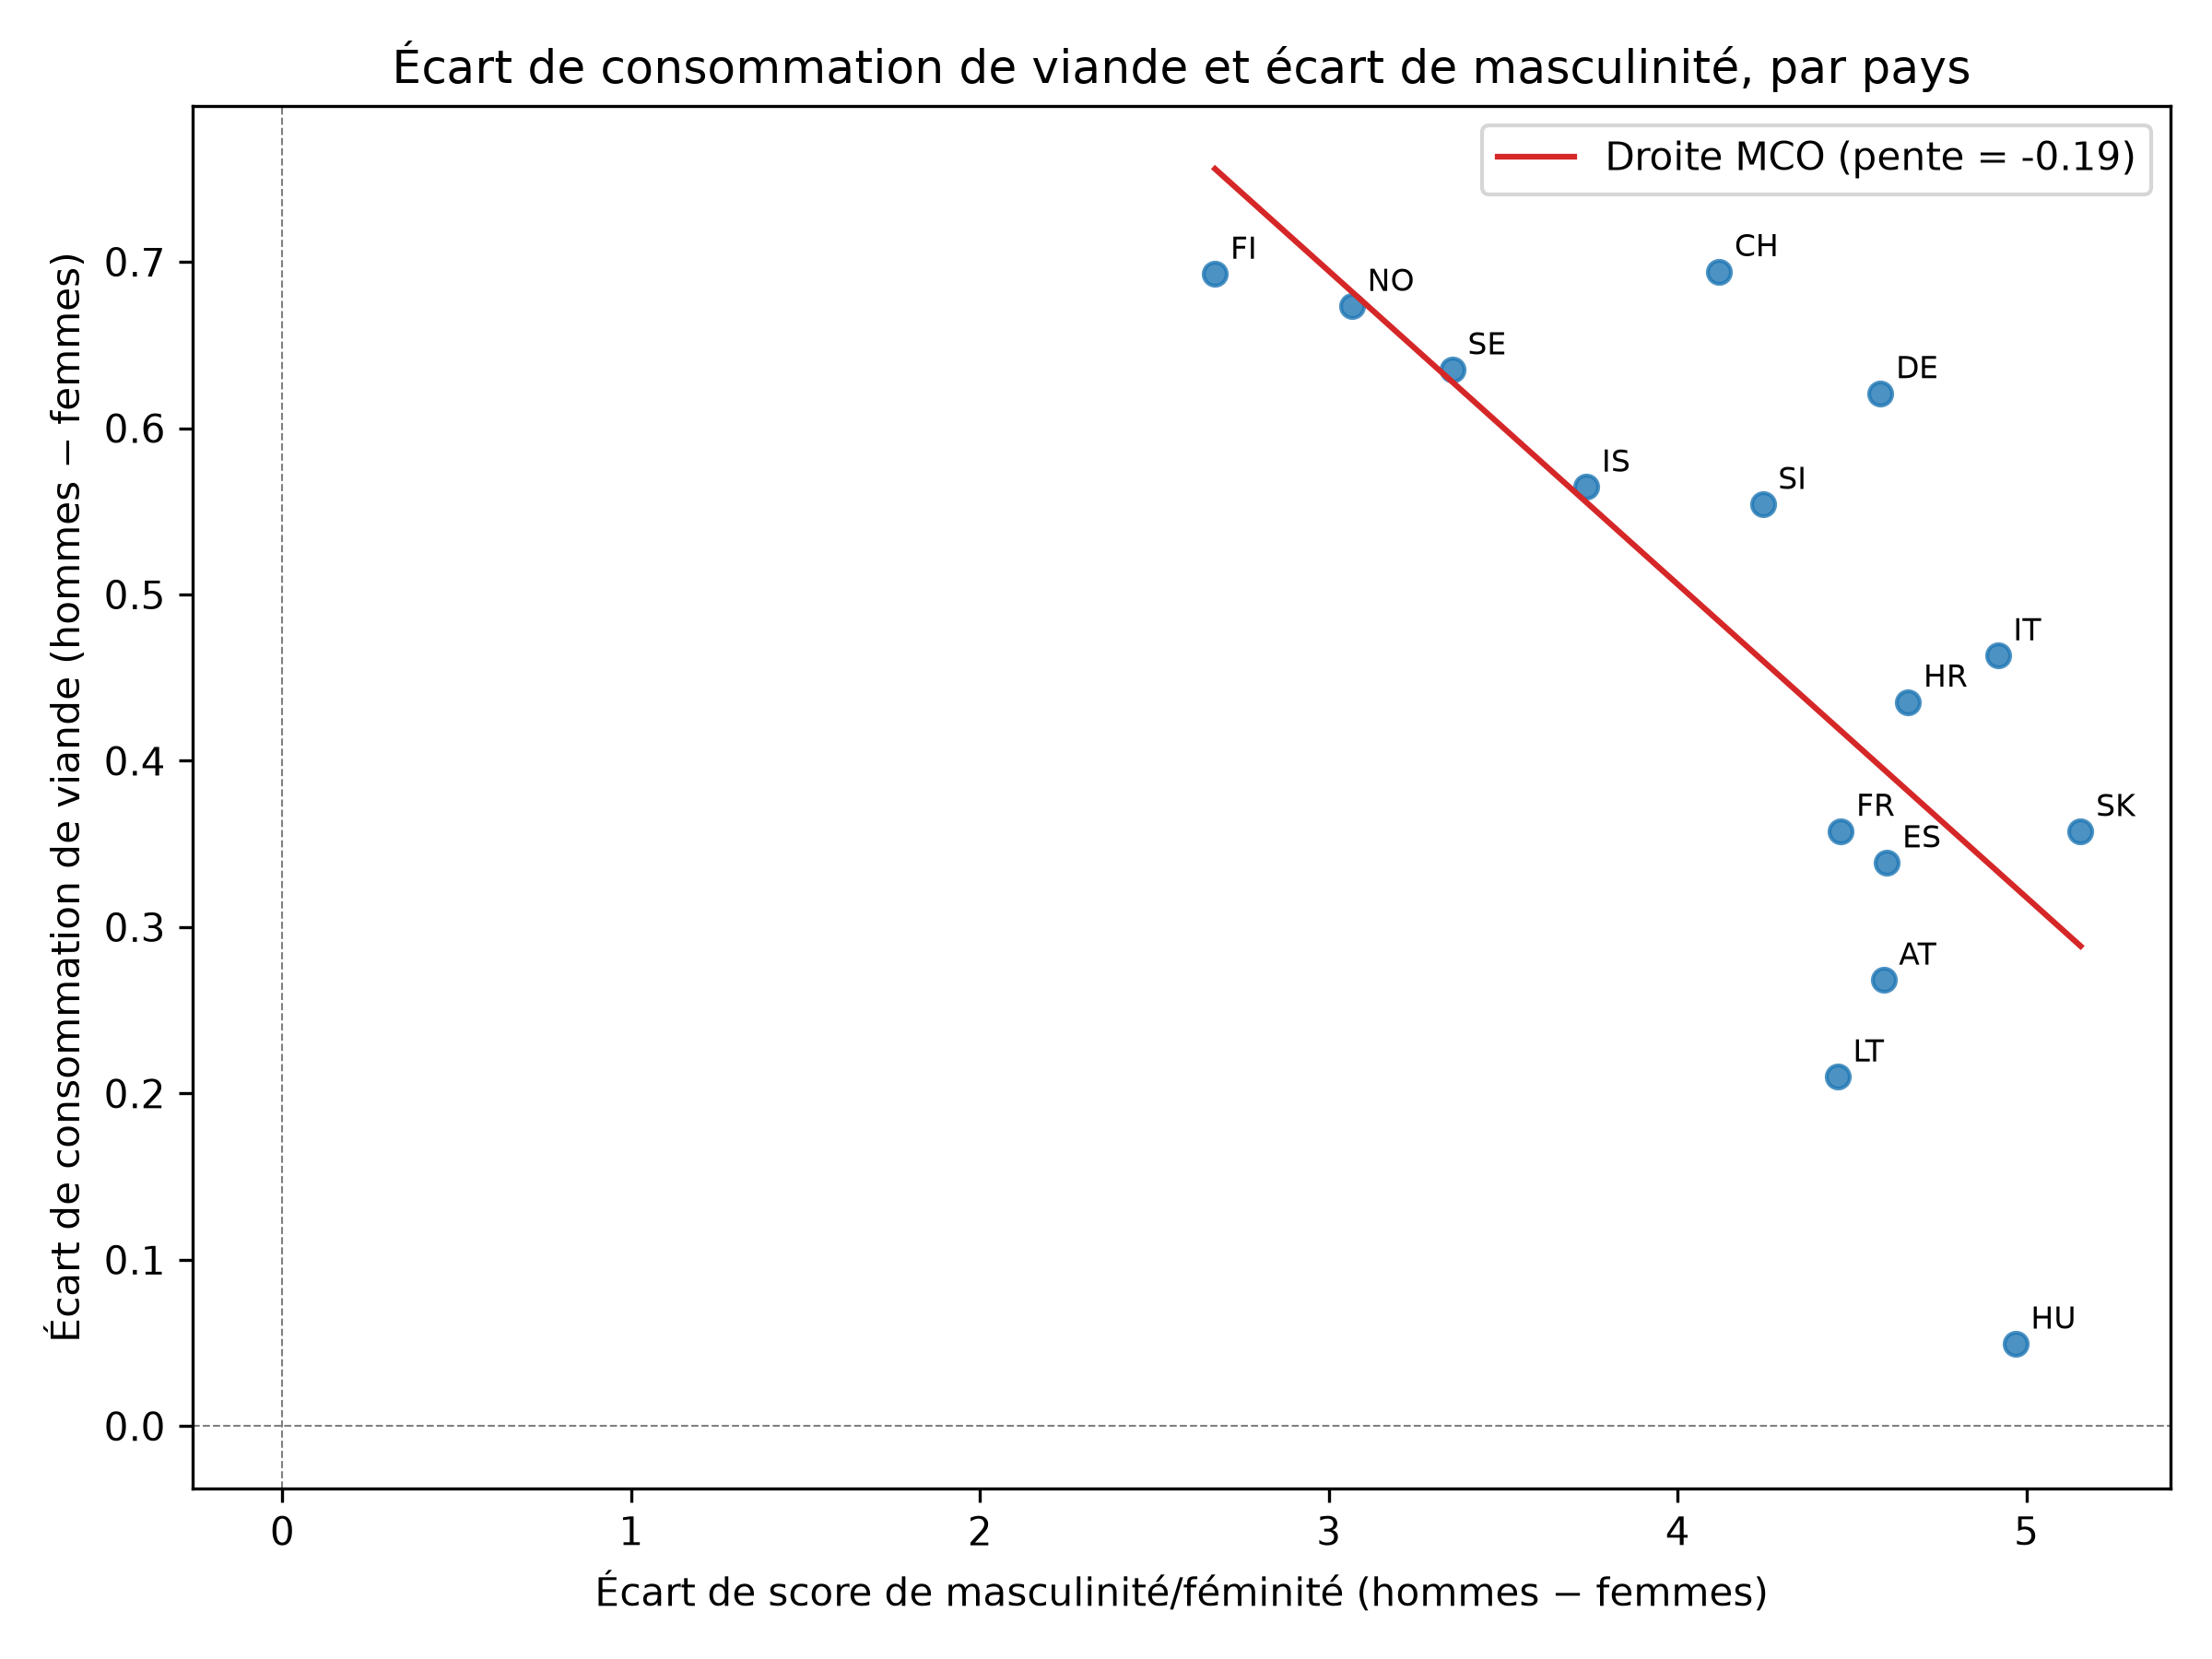 Écart de consommation de viande et écart de masculinité, par pays
Droite MCO (pente = -0.19)
Écart de consommation de viande (hommes − femmes)
0.7
0.6
0.5
0.4
0.3
0.2
0.1
0.0
FI
NO
SE
CH
DE
IS
SI
IT
HR
FR
ES
SK
AT
LT
HU
0
1
2
3
4
5
Écart de score de masculinité/féminité (hommes − femmes)